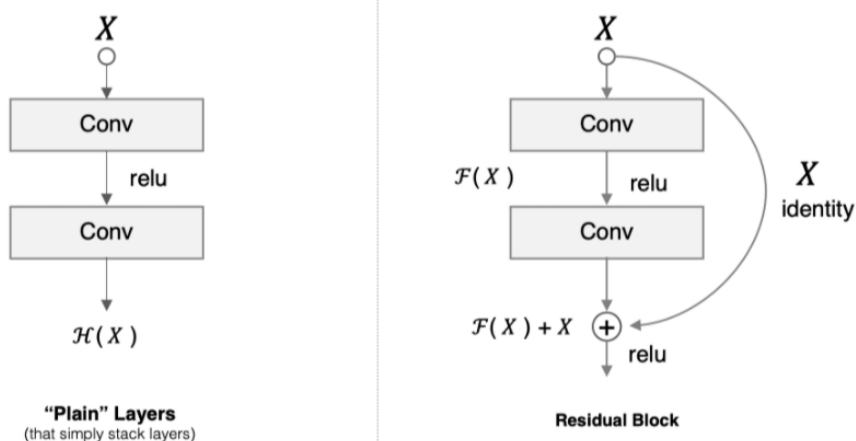 X
Conv
relu
Conv
ℋ(X)
“Plain” Layers
(that simply stack layers)
X
Conv
ℱ(X)
relu
X
identity
Conv
ℱ(X) + X
+
relu
Residual Block